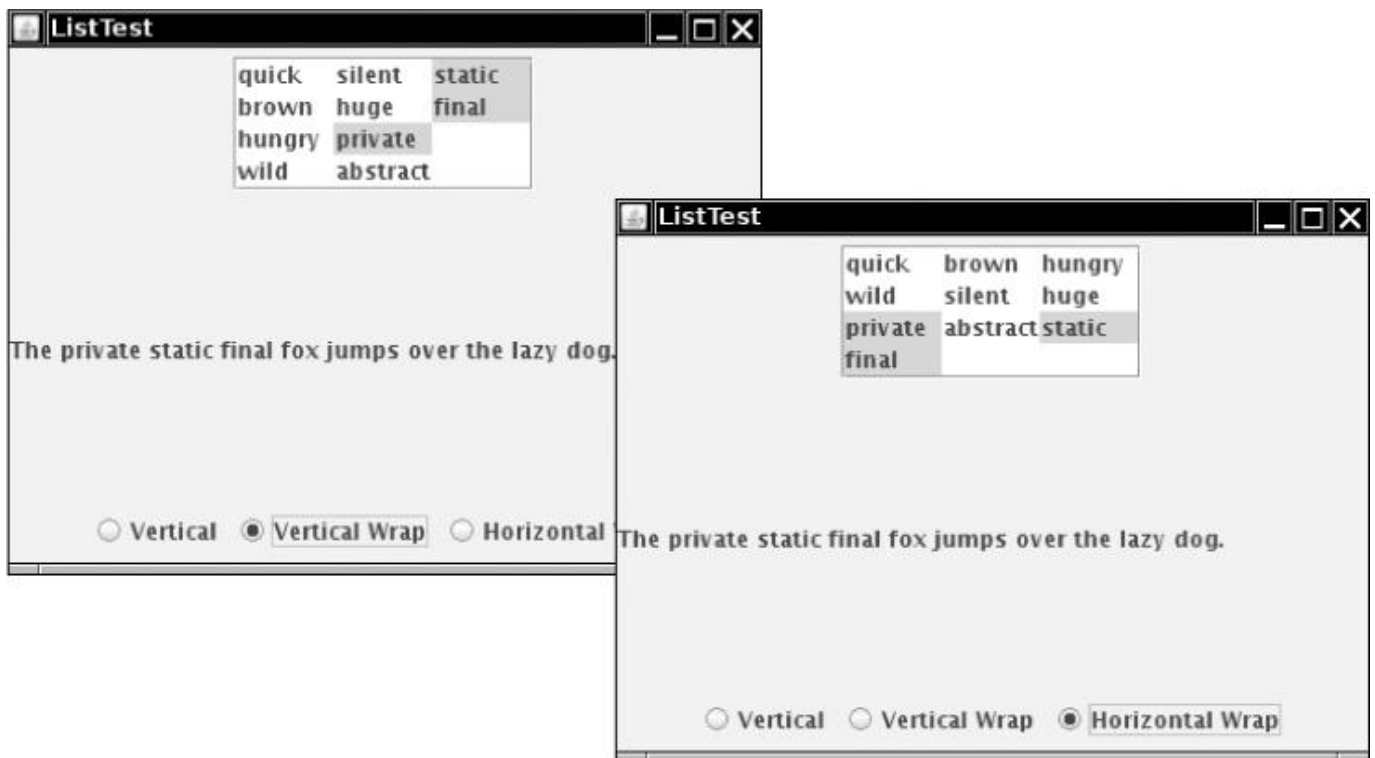 ListTest
quick silent static
brown huge final
hungry private
wild abstract
The private static final fox jumps over the lazy dog.
Vertical Vertical Wrap Horizontal
ListTest
quick brown hungry
wild silent huge
private abstract static
final
The private static final fox jumps over the lazy dog.
Vertical Vertical Wrap Horizontal Wrap